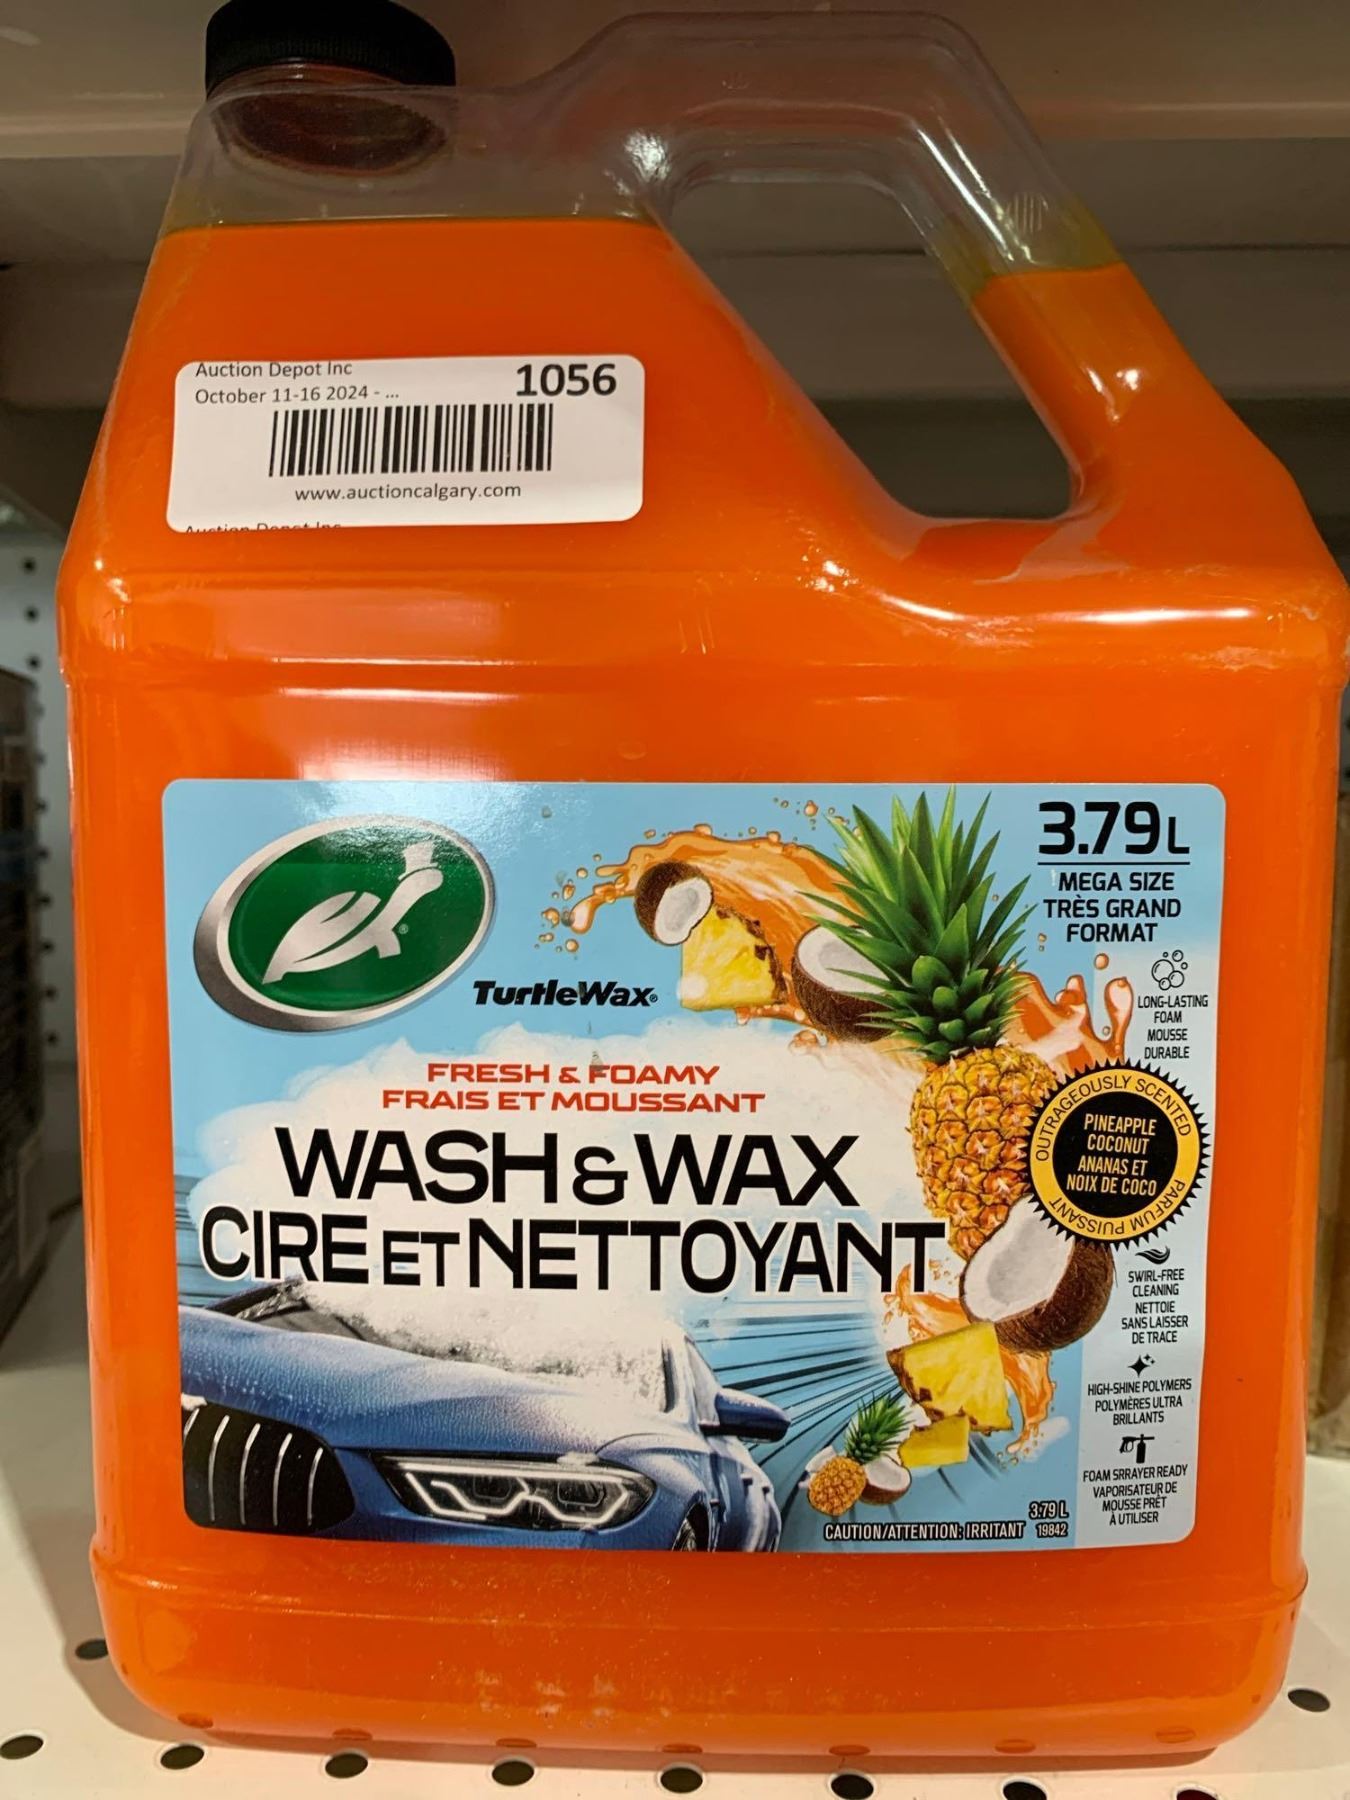 Auction Depot Inc
1056
October 11-16 2024 - ...
www.auctioncalgary.com
Auction Depot Inc
3.79L
MEGA SIZE
TRÈS GRAND
FORMAT
TurtleWax®
LONG-LASTING
FOAM
MOUSSE
DURABLE
FRESH & FOAMY
FRAIS ET MOUSSANT
WASH & WAX
CIRE ET NETTOYANT
OUTRAGEOUSLY SCENTED
PINEAPPLE
COCONUT
ANANAS ET
NOIX DE COCO
PARFUM PUISSANT
SWIRL-FREE
CLEANING
NETTOIE
SANS LAISSER
DE TRACE
HIGH-SHINE POLYMERS
POLYMÈRES ULTRA
BRILLANTS
FOAM SRRAYER READY
VAPORISATEUR DE
MOUSSE PRÊT
À UTILISER
3.79 L
CAUTION/ATTENTION: IRRITANT 19842